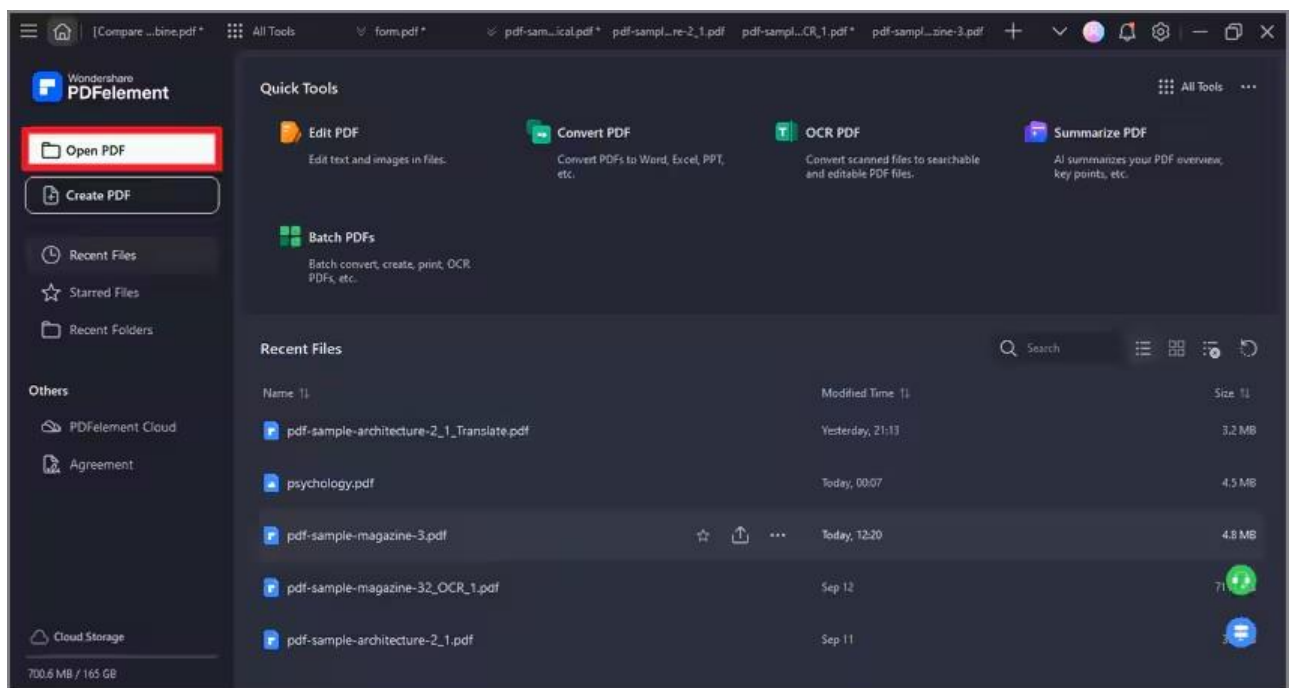 [Compare ...bine.pdf *
All Tools
form.pdf *
pdf-sam...ical.pdf *
pdf-sampl...re-2_1.pdf
pdf-sampl...CR_1.pdf *
pdf-sampl...zine-3.pdf
Wondershare
PDFelement
Open PDF
Create PDF
Recent Files
Starred Files
Recent Folders
Others
PDFelement Cloud
Agreement
Cloud Storage
700.6 MB / 165 GB
Quick Tools
All Tools
Edit PDF
Edit text and images in files.
Convert PDF
Convert PDFs to Word, Excel, PPT,
etc.
OCR PDF
Convert scanned files to searchable
and editable PDF files.
Summarize PDF
AI summarizes your PDF overview,
key points, etc.
Batch PDFs
Batch convert, create, print, OCR
PDFs, etc.
Recent Files
Search
Name
Modified Time
Size
pdf-sample-architecture-2_1_Translate.pdf
Yesterday, 21:13
3.2 MB
psychology.pdf
Today, 00:07
4.5 MB
pdf-sample-magazine-3.pdf
Today, 12:20
4.8 MB
pdf-sample-magazine-32_OCR_1.pdf
Sep 12
pdf-sample-architecture-2_1.pdf
Sep 11